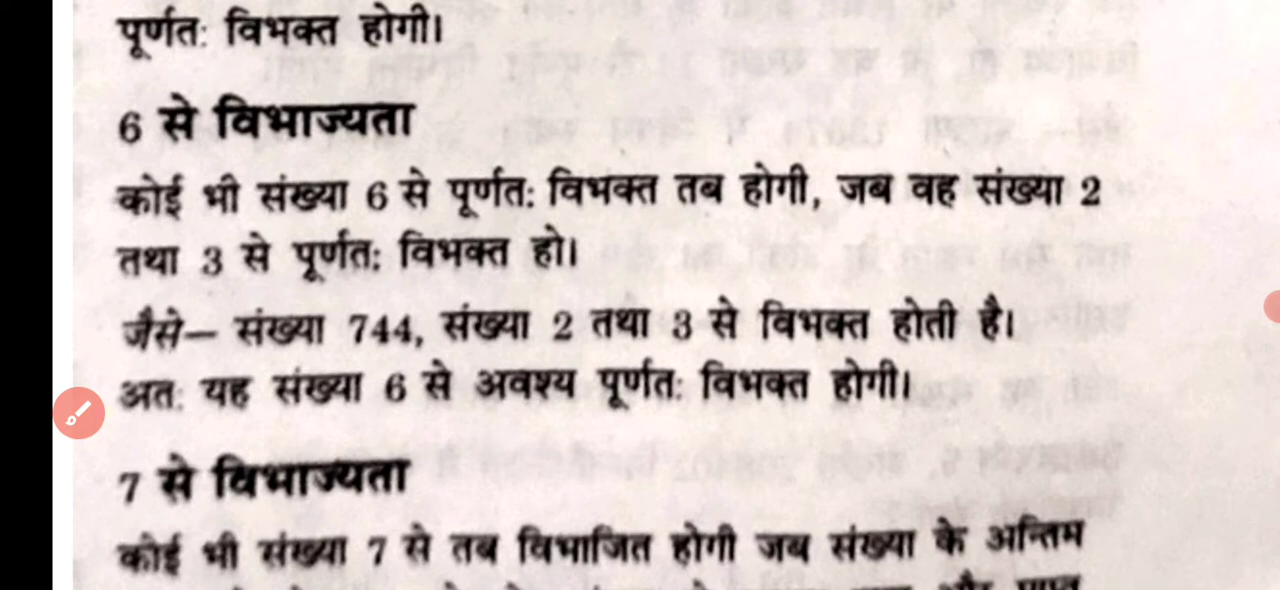 पूर्णत: विभक्त होगी।
6 से विभाज्यता
कोई भी संख्या 6 से पूर्णत: विभक्त तब होगी, जब वह संख्या 2
तथा 3 से पूर्णत: विभक्त हो।
जैसे— संख्या 744, संख्या 2 तथा 3 से विभक्त होती है।
अत: यह संख्या 6 से अवश्य पूर्णत: विभक्त होगी।
7 से विभाज्यता
कोई भी संख्या 7 से तब विभाजित होगी जब संख्या के अन्तिम